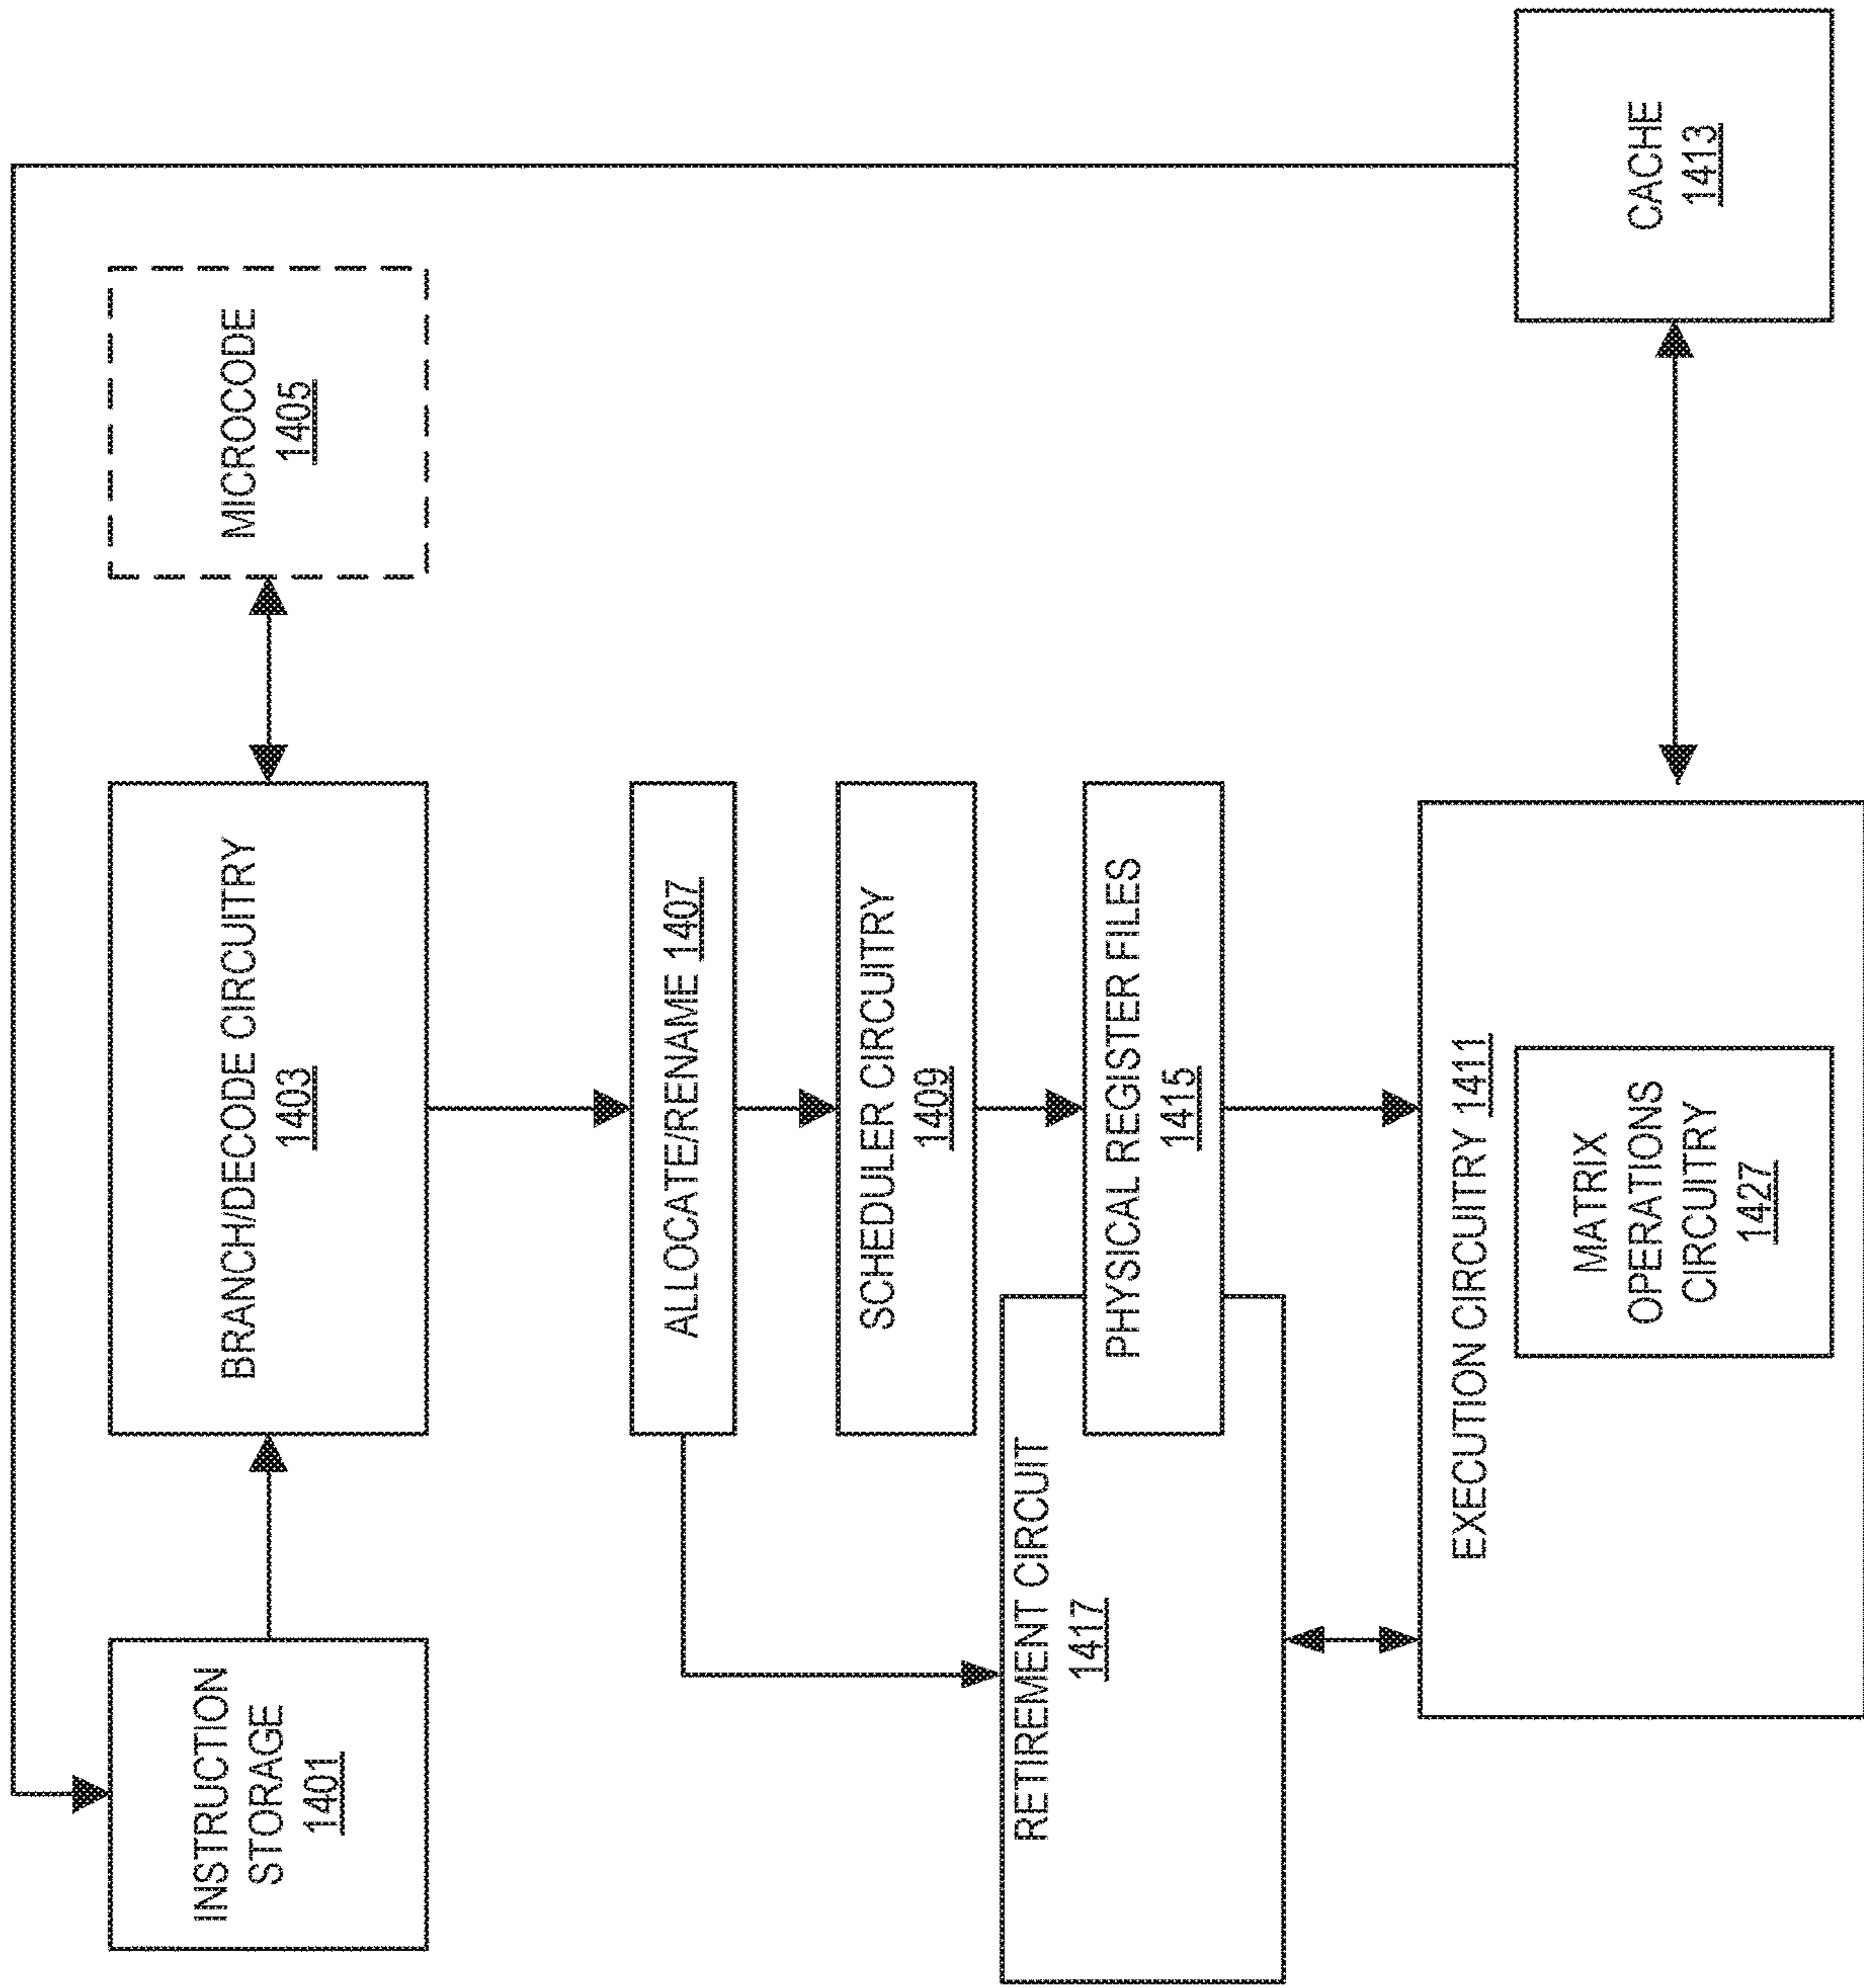 INSTRUCTION
STORAGE
1401
BRANCH/DECODE CIRCUITRY
1403
MICROCODE
1405
ALLOCATE/RENAME 1407
SCHEDULER CIRCUITRY
1409
RETIREMENT CIRCUIT
1417
PHYSICAL REGISTER FILES
1415
EXECUTION CIRCUITRY 1411
MATRIX
OPERATIONS
CIRCUITRY
1427
CACHE
1413